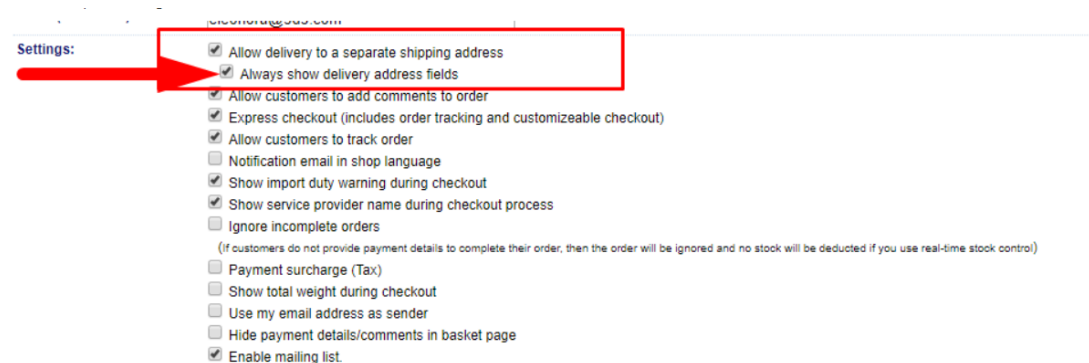 Settings:
Allow delivery to a separate shipping address
Always show delivery address fields
Allow customers to add comments to order
Express checkout (includes order tracking and customizeable checkout)
Allow customers to track order
Notification email in shop language
Show import duty warning during checkout
Show service provider name during checkout process
Ignore incomplete orders
(If customers do not provide payment details to complete their order, then the order will be ignored and no stock will be deducted if you use real-time stock control)
Payment surcharge (Tax)
Show total weight during checkout
Use my email address as sender
Hide payment details/comments in basket page
Enable mailing list.